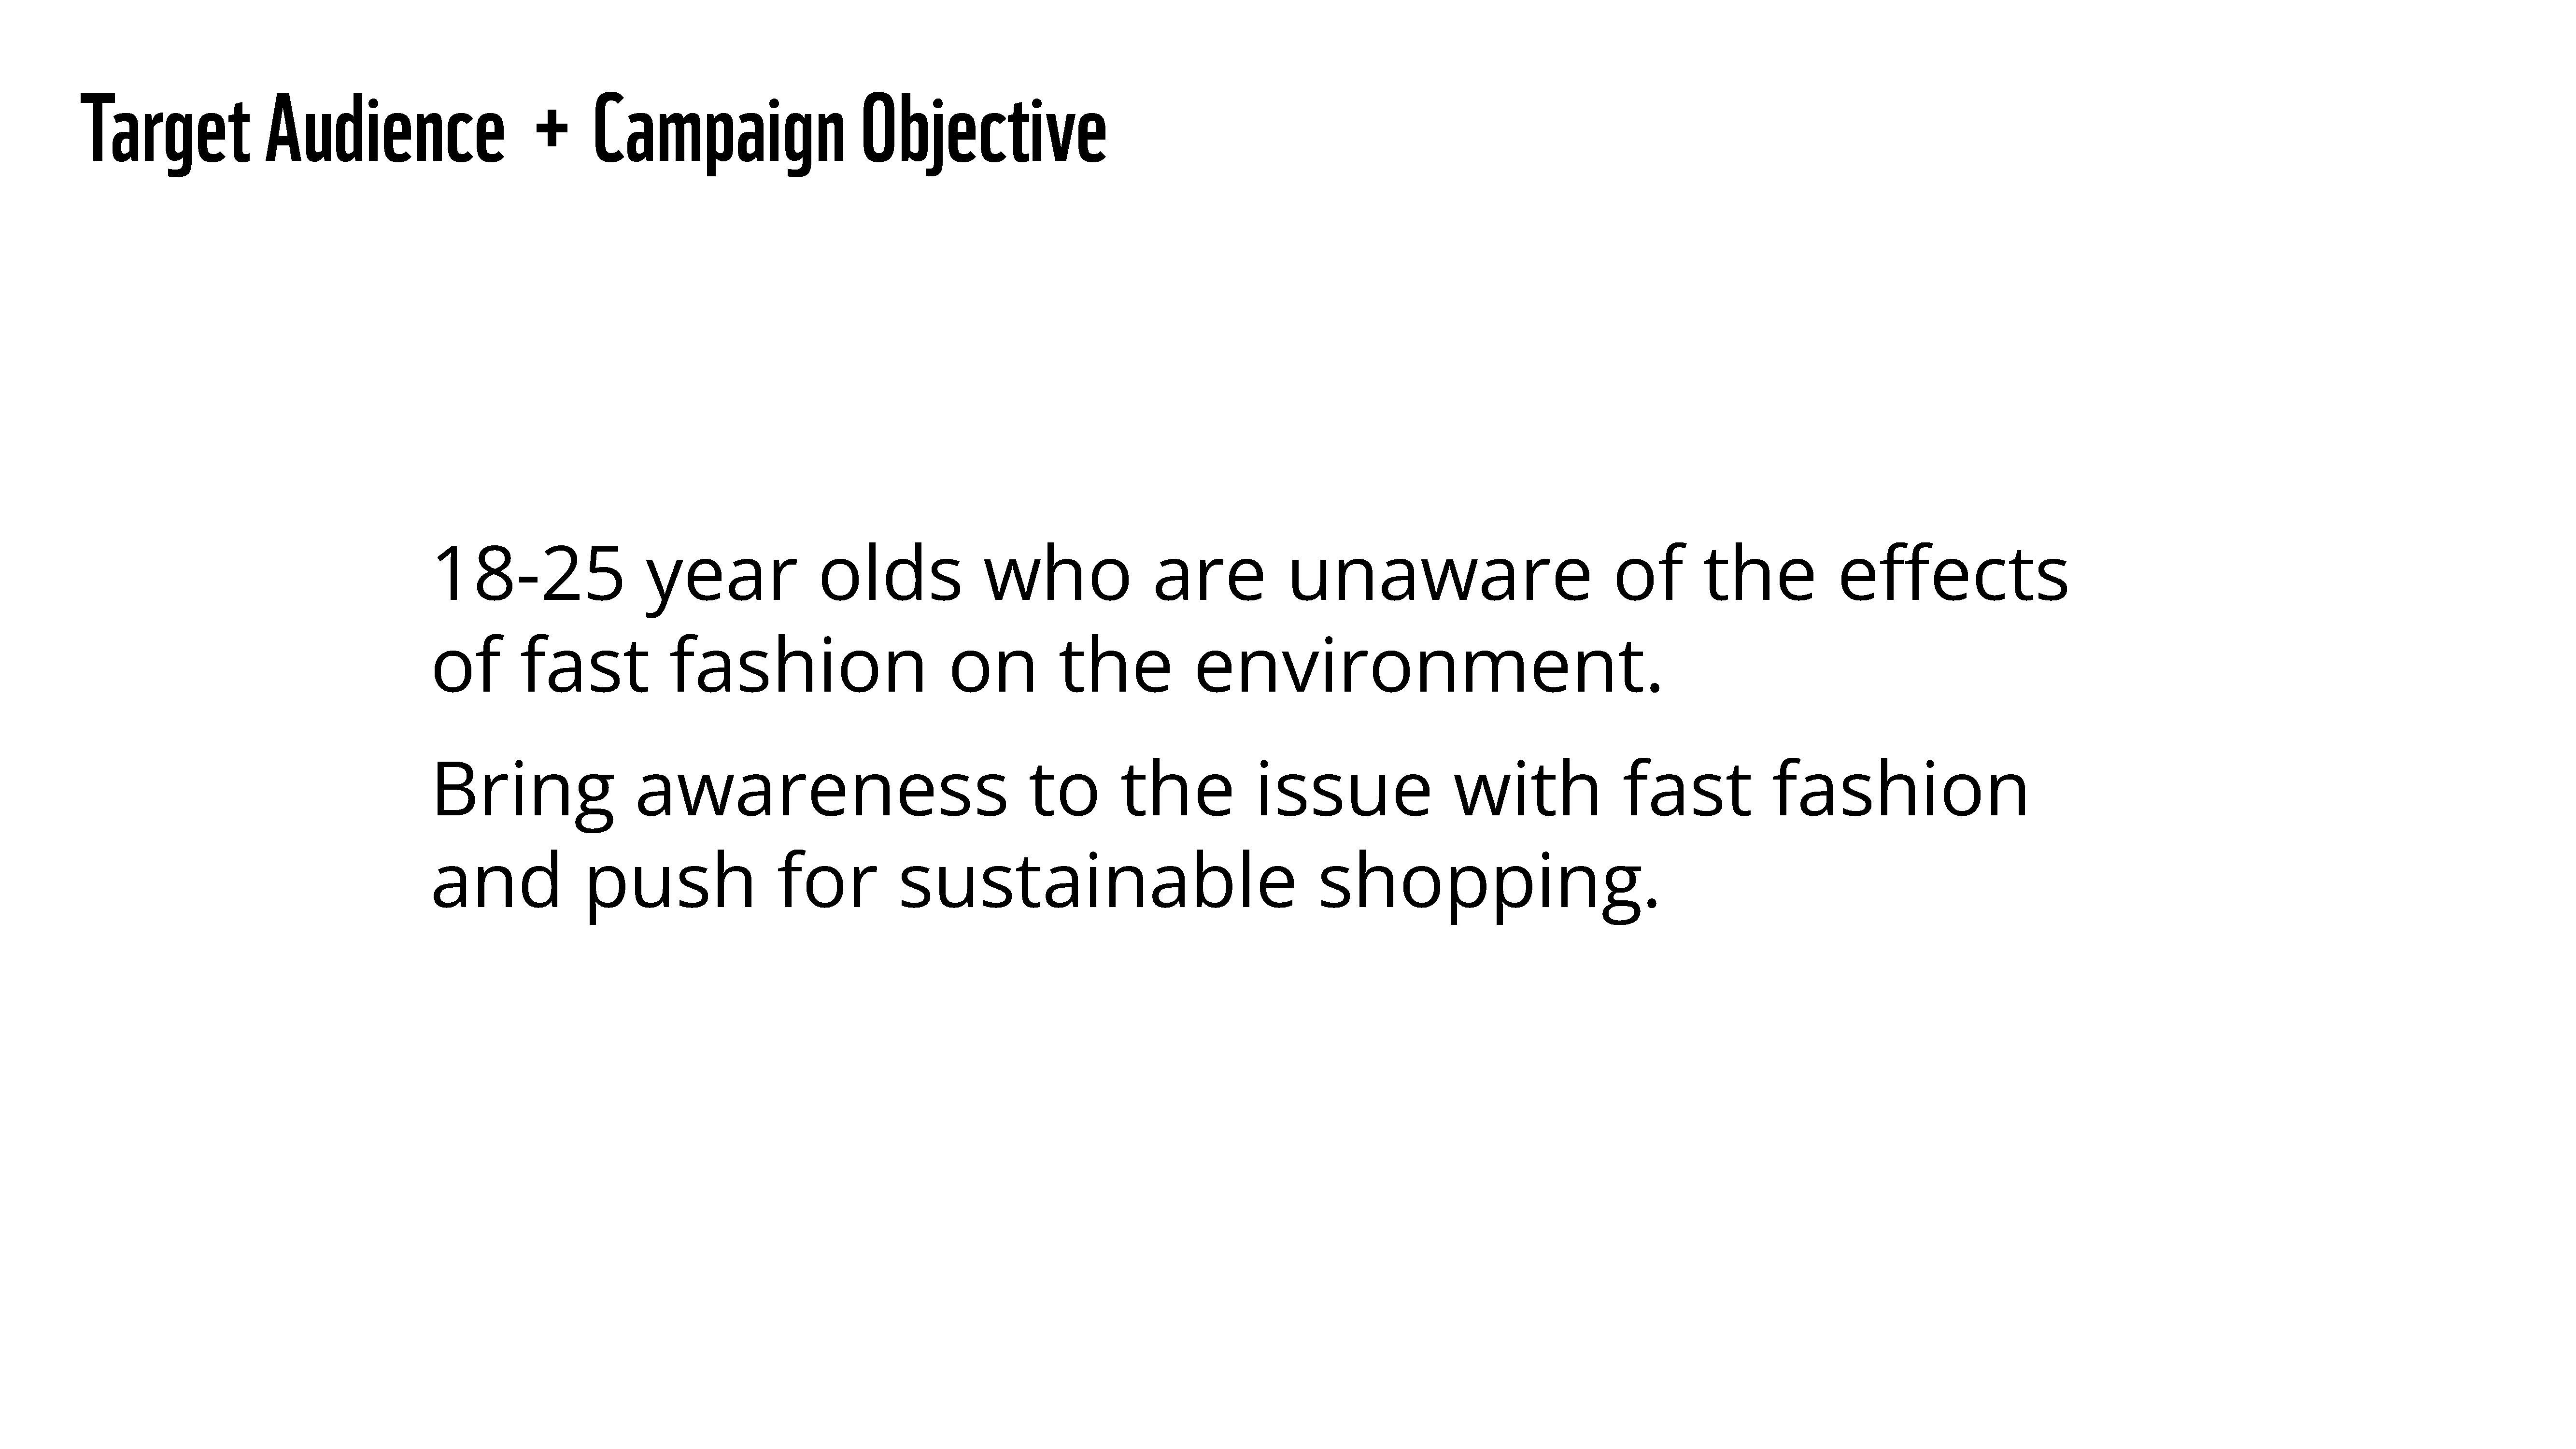 Target Audience + Campaign Objective
18-25 year olds who are unaware of the effects
of fast fashion on the environment.
Bring awareness to the issue with fast fashion
and push for sustainable shopping.